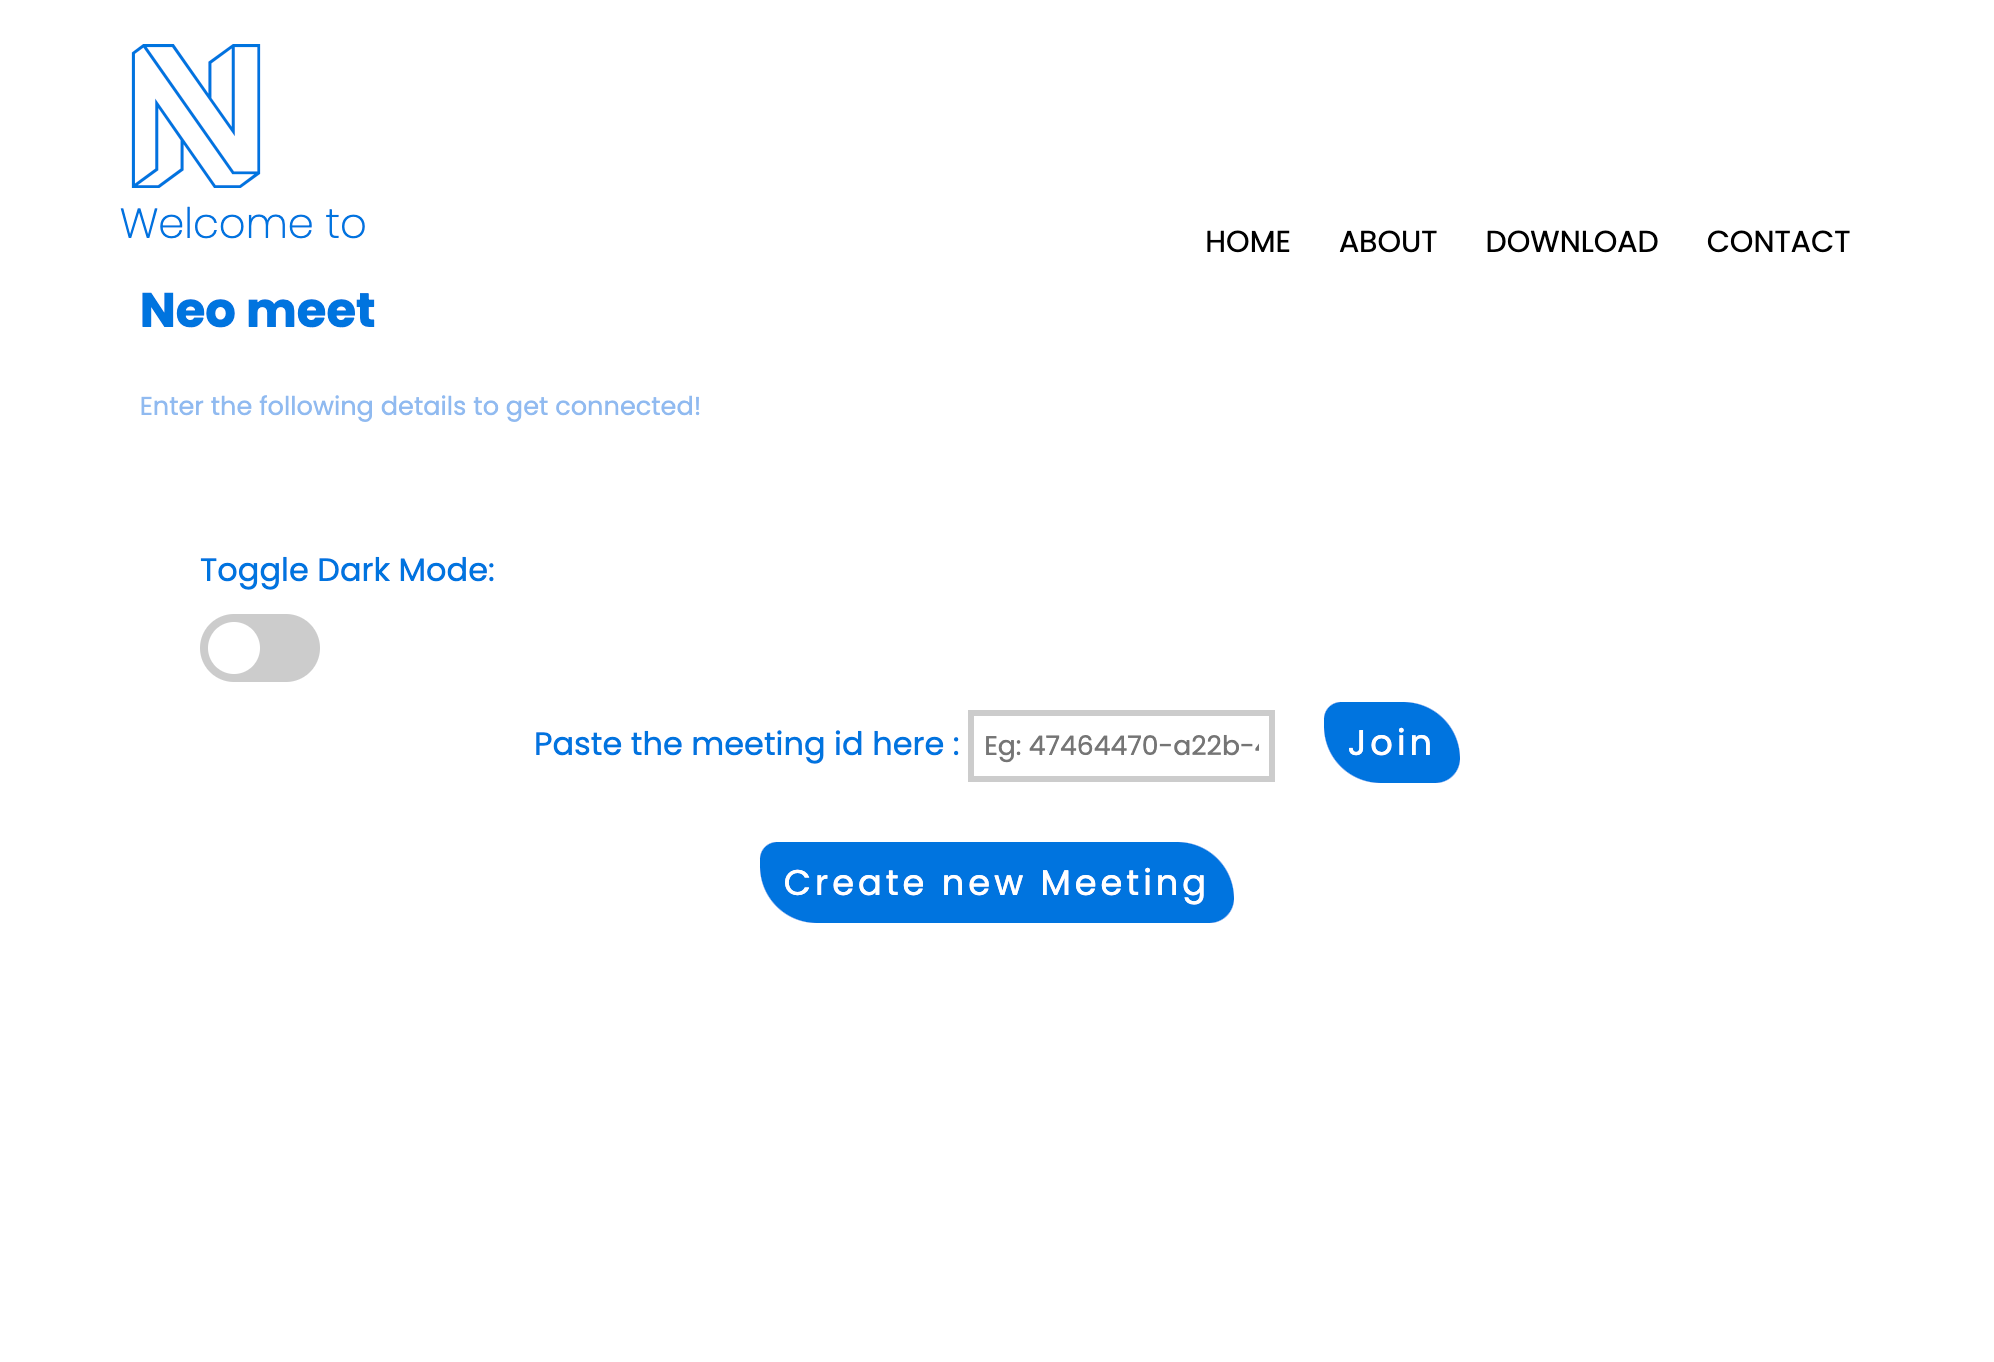 N
Welcome to
HOME ABOUT DOWNLOAD CONTACT
Neo meet
Enter the following details to get connected!
Toggle Dark Mode:
Paste the meeting id here : Eg: 47464470-a22b- Join
Create new Meeting